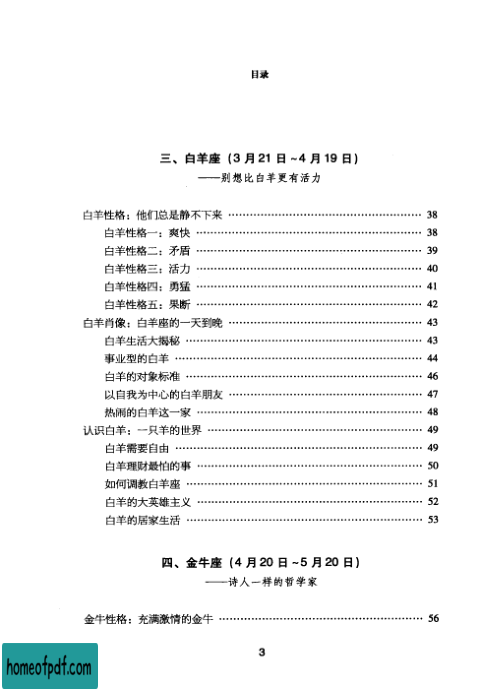 目录
三、白羊座（3月21日~4月19日）
——别想比白羊更有活力
白羊性格：他们总是静不下来 …… 38
白羊性格一：爽快 …… 38
白羊性格二：矛盾 …… 39
白羊性格三：活力 …… 40
白羊性格四：勇猛 …… 41
白羊性格五：果断 …… 42
白羊肖像：白羊座的一天到晚 …… 43
白羊生活大揭秘 …… 43
事业型的白羊 …… 44
白羊的对象标准 …… 46
以自我为中心的白羊朋友 …… 47
热闹的白羊这一家 …… 48
认识白羊：一只羊的世界 …… 49
白羊需要自由 …… 49
白羊理财最怕的事 …… 50
如何调教白羊座 …… 51
白羊的大英雄主义 …… 52
白羊的居家生活 …… 53
四、金牛座（4月20日~5月20日）
——诗人一样的哲学家
金牛性格：充满激情的金牛 …… 56
3
homeofpdf.com